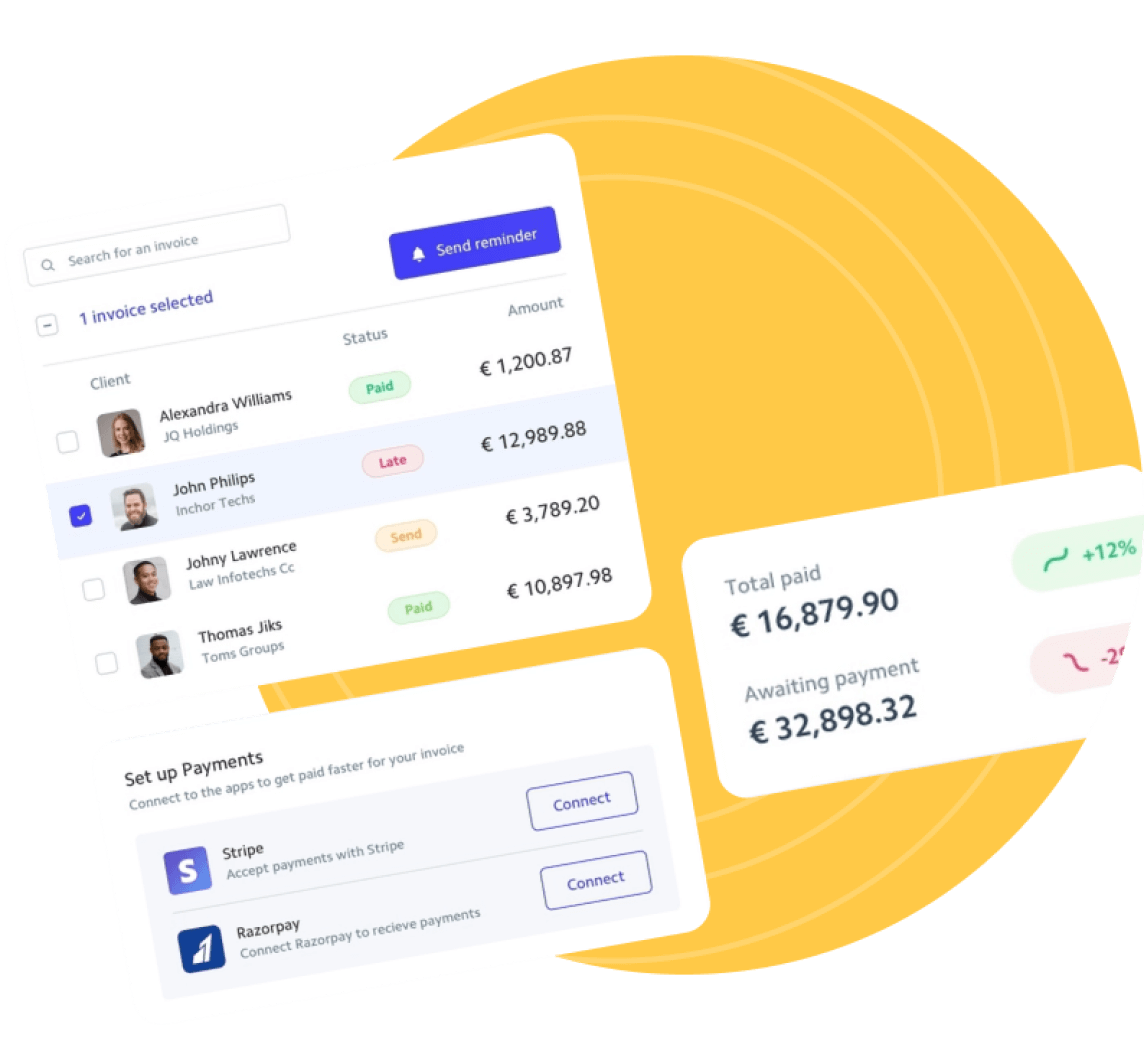 Search for an invoice
Send reminder
1 invoice selected
Client
Status
Amount
Alexandra Williams
JQ Holdings
Paid
€ 1,200.87
John Philips
Inchor Techs
Late
€ 12,989.88
Johny Lawrence
Law Infotechs Cc
Send
€ 3,789.20
Thomas Jiks
Toms Groups
Paid
€ 10,897.98
Total paid
€ 16,879.90
+12%
Awaiting payment
€ 32,898.32
-2
Set up Payments
Connect to the apps to get paid faster for your invoice
S
Stripe
Accept payments with Stripe
Connect
Razorpay
Connect Razorpay to recieve payments
Connect